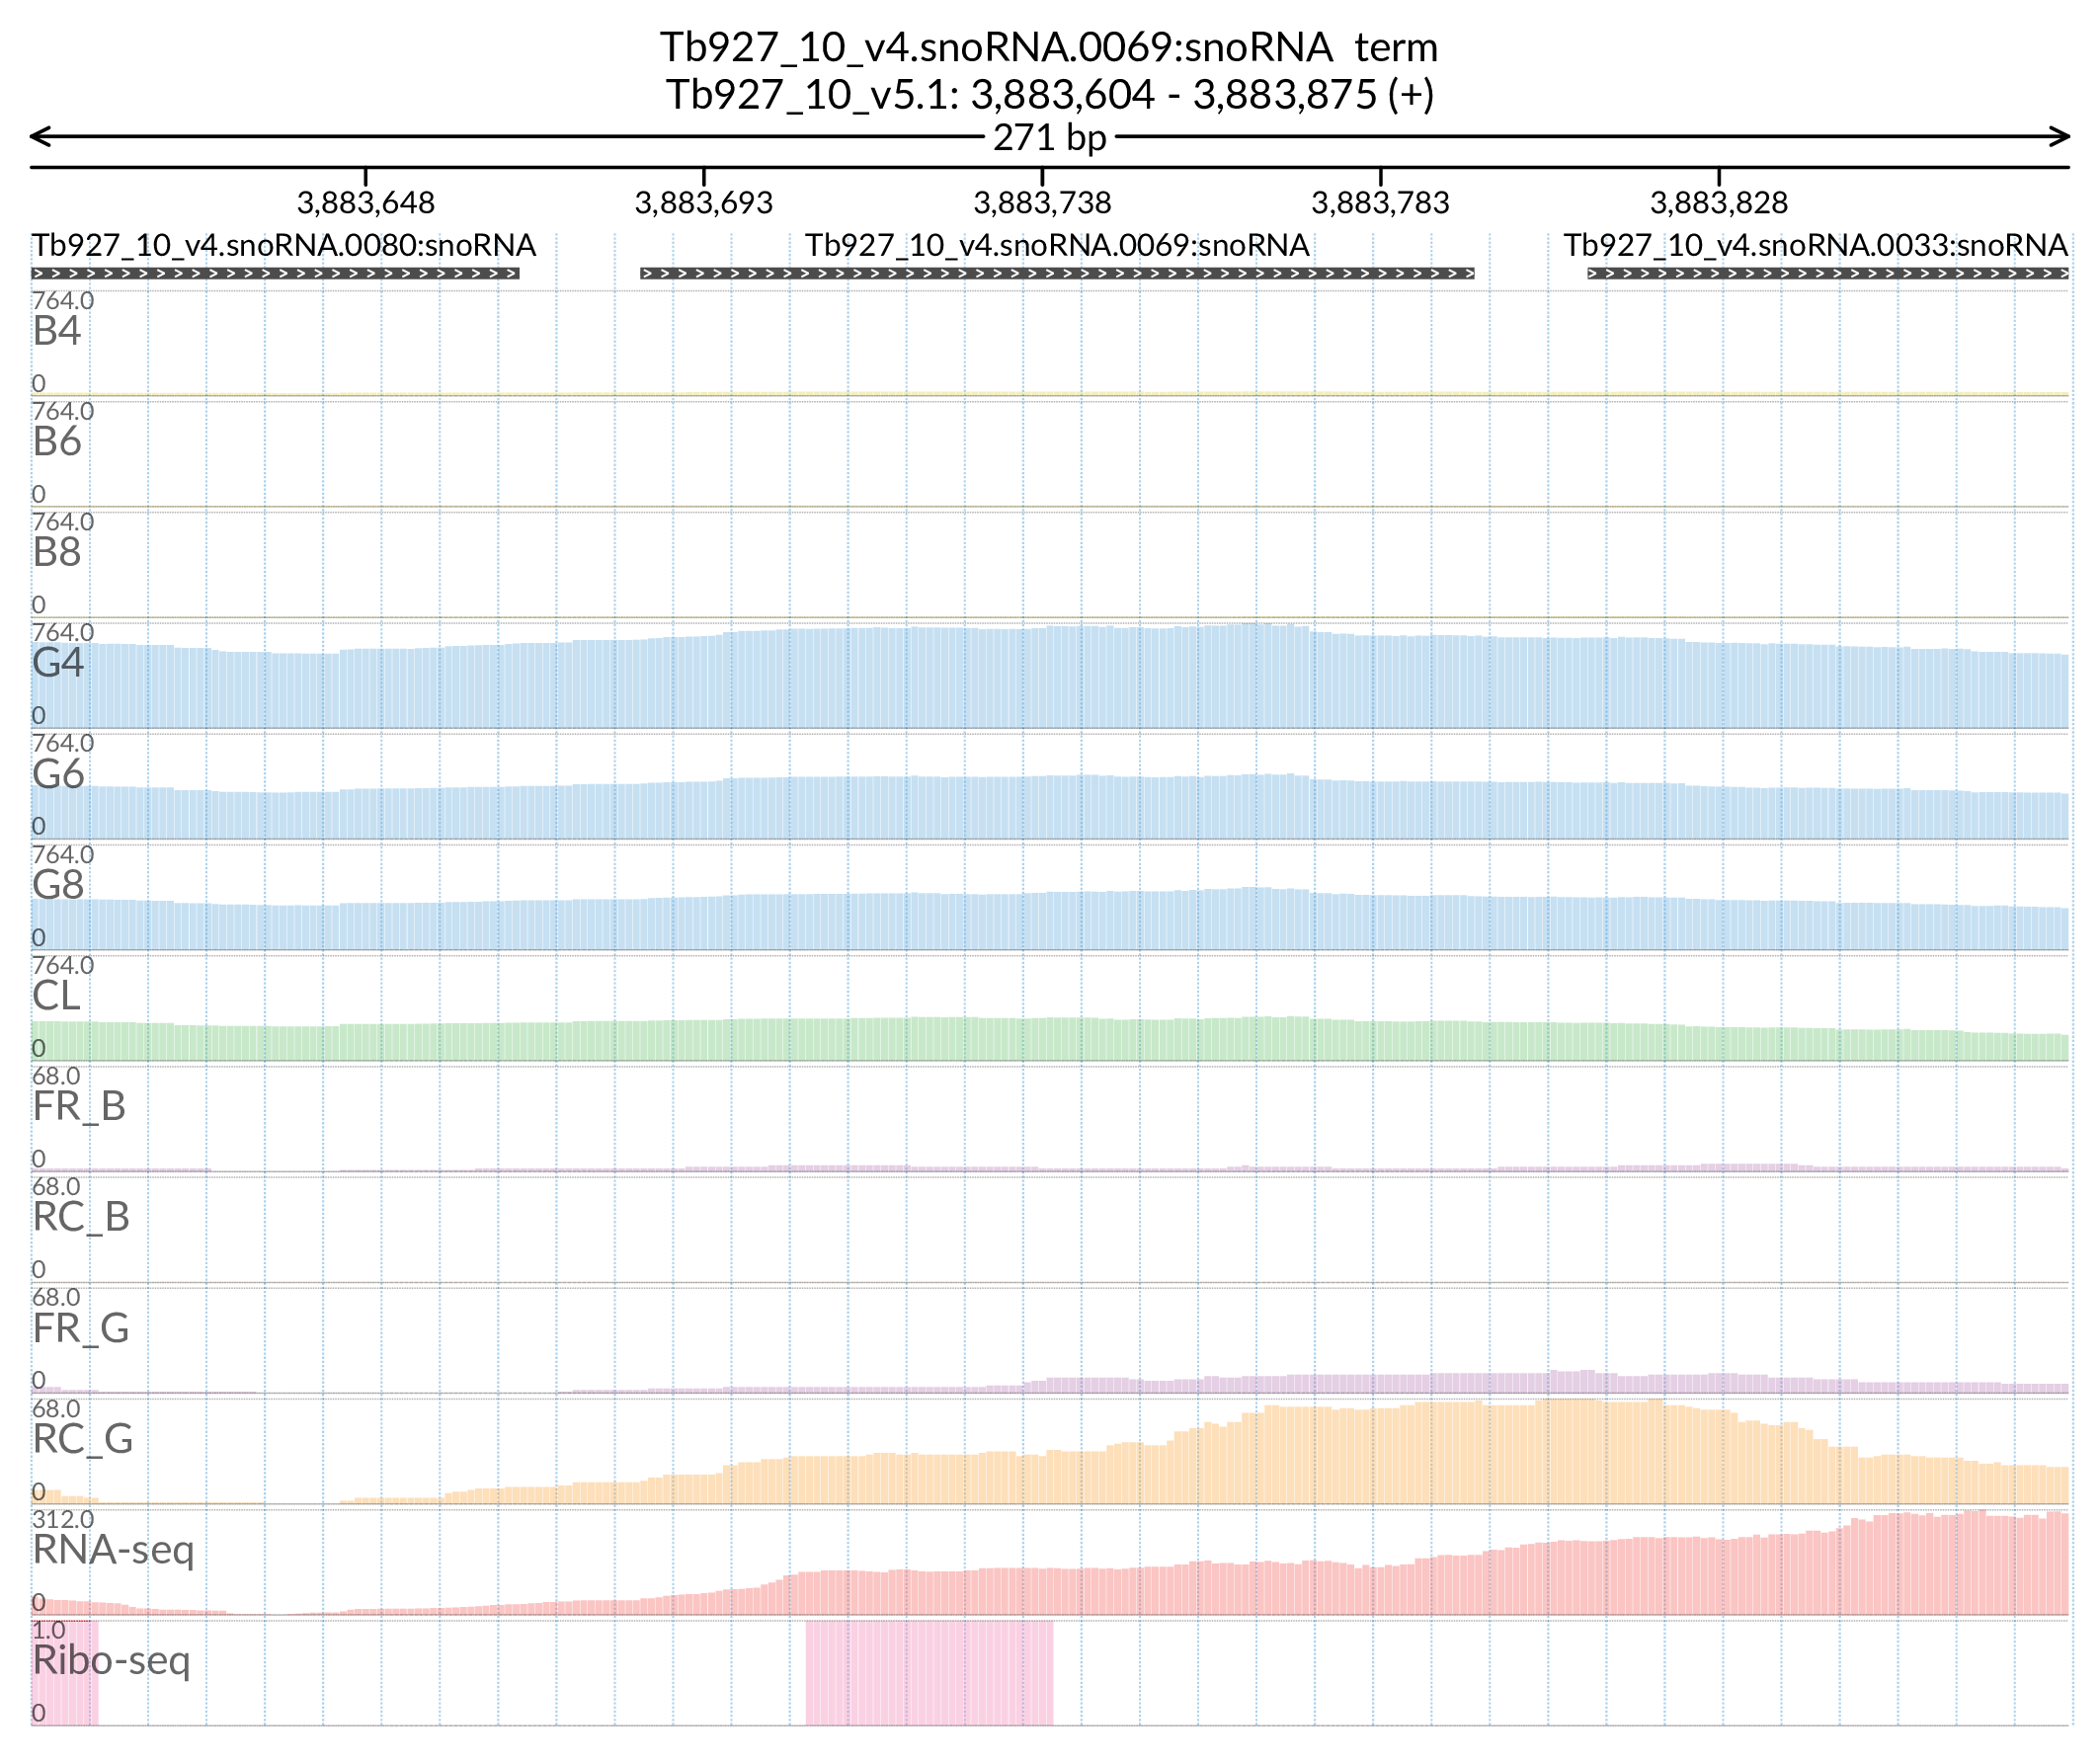 Tb927_10_v4.snoRNA.0069:snoRNA term
Tb927_10_v5.1: 3,883,604 - 3,883,875 (+)
271 bp
3,883,648 3,883,693 3,883,738 3,883,783 3,883,828
Tb927_10_v4.snoRNA.0080:snoRNA Tb927_10_v4.snoRNA.0069:snoRNA Tb927_10_v4.snoRNA.0033:snoRNA
764.0
B4
0
764.0
B6
0
764.0
B8
0
764.0
G4
0
764.0
G6
0
764.0
G8
0
764.0
CL
0
68.0
FR_B
0
68.0
RC_B
0
68.0
FR_G
0
68.0
RC_G
0
312.0
RNA-seq
0
1.0
Ribo-seq
0